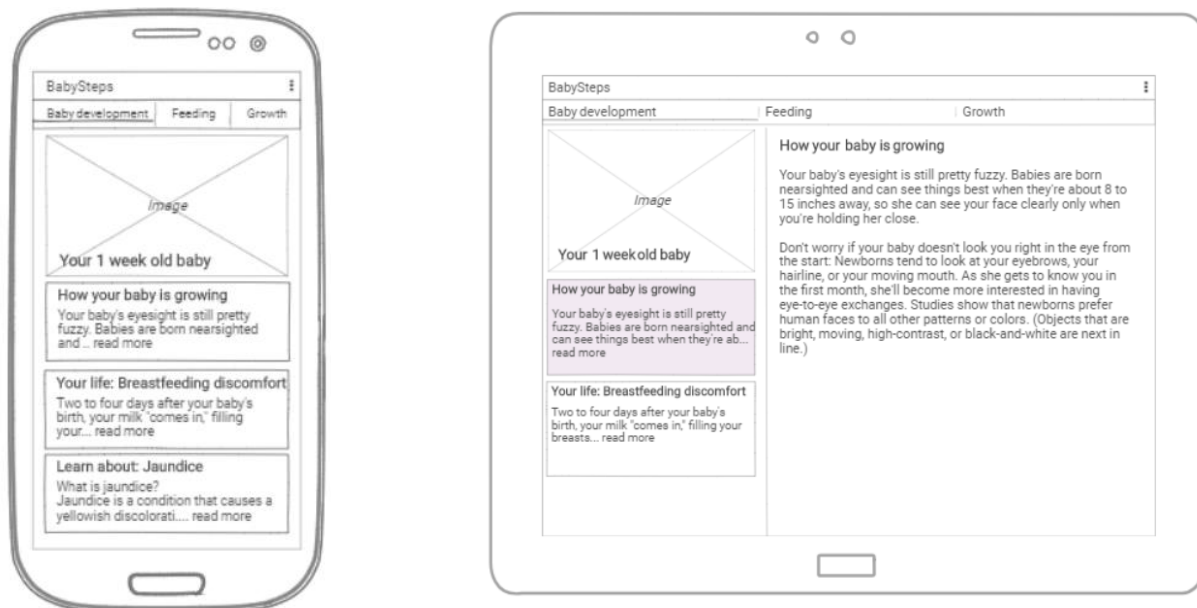 BabySteps
Baby development
Feeding
Growth
Image
Your 1 week old baby
How your baby is growing
Your baby's eyesight is still pretty
fuzzy. Babies are born nearsighted
and ... read more
Your life: Breastfeeding discomfort
Two to four days after your baby's
birth, your milk "comes in," filling
your... read more
Learn about: Jaundice
What is jaundice?
Jaundice is a condition that causes a
yellowish discolorati.... read more
BabySteps
Baby development
Feeding
Growth
Image
Your 1 week old baby
How your baby is growing
Your baby's eyesight is still pretty
fuzzy. Babies are born nearsighted and
can see things best when they're ab...
read more
Your life: Breastfeeding discomfort
Two to four days after your baby's
birth, your milk "comes in," filling your
breasts... read more
How your baby is growing
Your baby's eyesight is still pretty fuzzy. Babies are born
nearsighted and can see things best when they're about 8 to
15 inches away, so she can see your face clearly only when
you're holding her close.
Don't worry if your baby doesn't look you right in the eye from
the start: Newborns tend to look at your eyebrows, your
hairline, or your moving mouth. As she gets to know you in
the first month, she'll become more interested in having
eye-to-eye exchanges. Studies show that newborns prefer
human faces to all other patterns or colors. (Objects that are
bright, moving, high-contrast, or black-and-white are next in
line.)